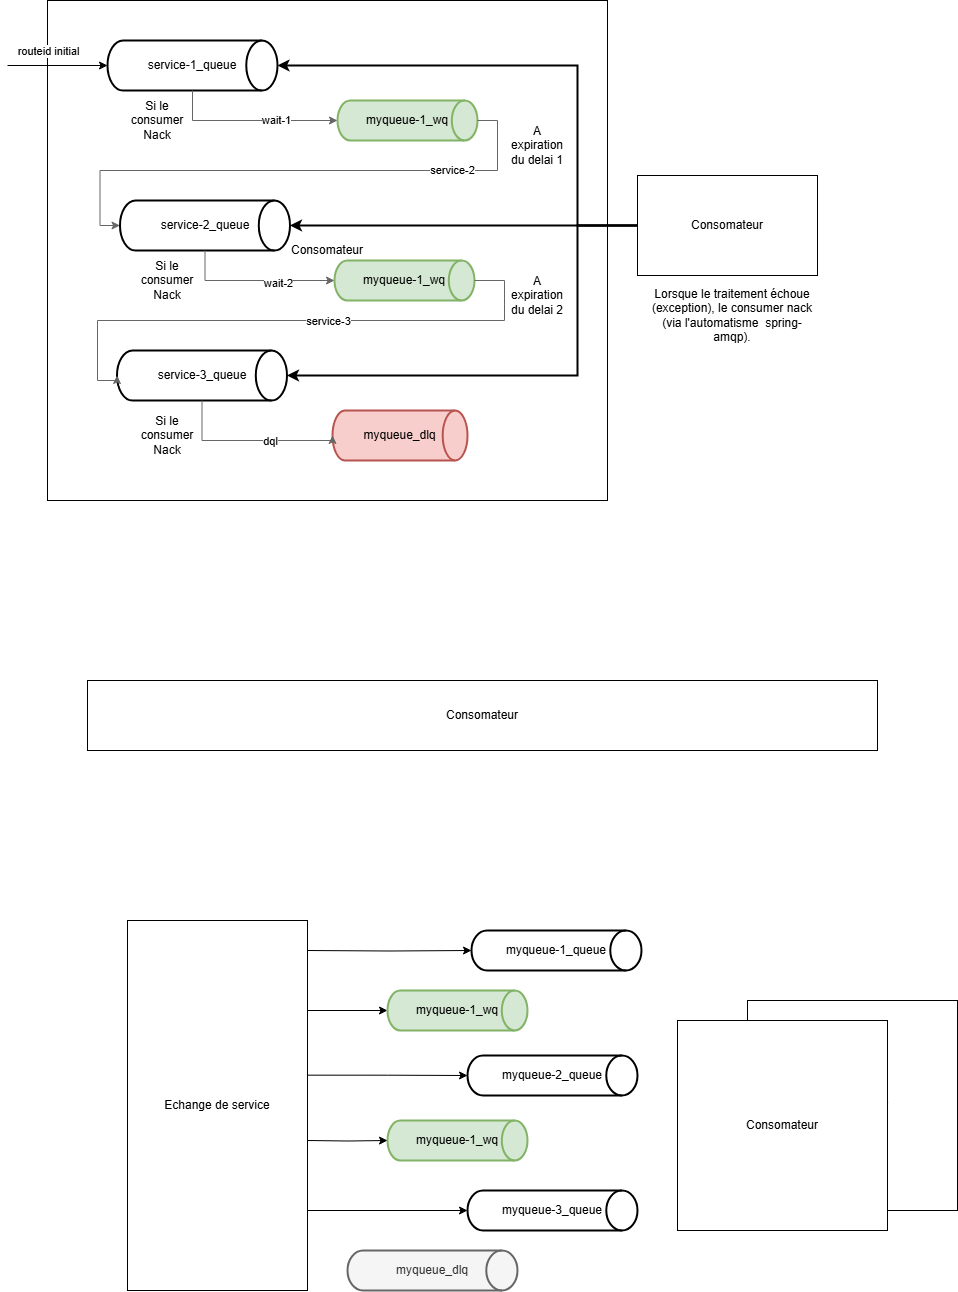 routeid initial
service-1_queue
Si le
consumer
Nack
wait-1
myqueue-1_wq
A
expiration
du delai 1
service-2
service-2_queue
Consomateur
Consomateur
Si le
consumer
Nack
wait-2
myqueue-1_wq
A
expiration
du delai 2
Lorsque le traitement échoue
(exception), le consumer nack
(via l'automatisme spring-
amqp).
service-3
service-3_queue
Si le
consumer
Nack
dql
myqueue_dlq
Consomateur
Echange de service
myqueue-1_queue
myqueue-1_wq
myqueue-2_queue
myqueue-1_wq
myqueue-3_queue
myqueue_dlq
Consomateur